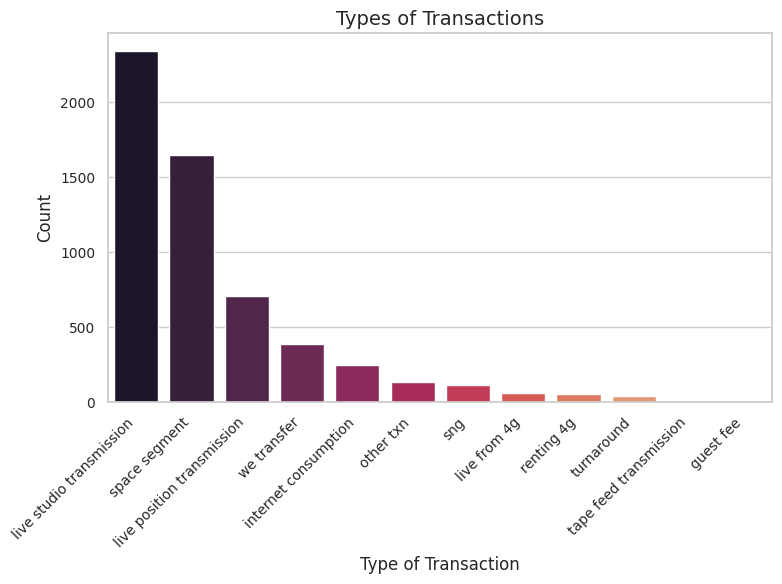 Types of Transactions
Count
2000
1500
1000
500
0
live studio transmission
space segment
live position transmission
we transfer
internet consumption
other txn
sng
live from 4g
renting 4g
turnaround
tape feed transmission
guest fee
Type of Transaction